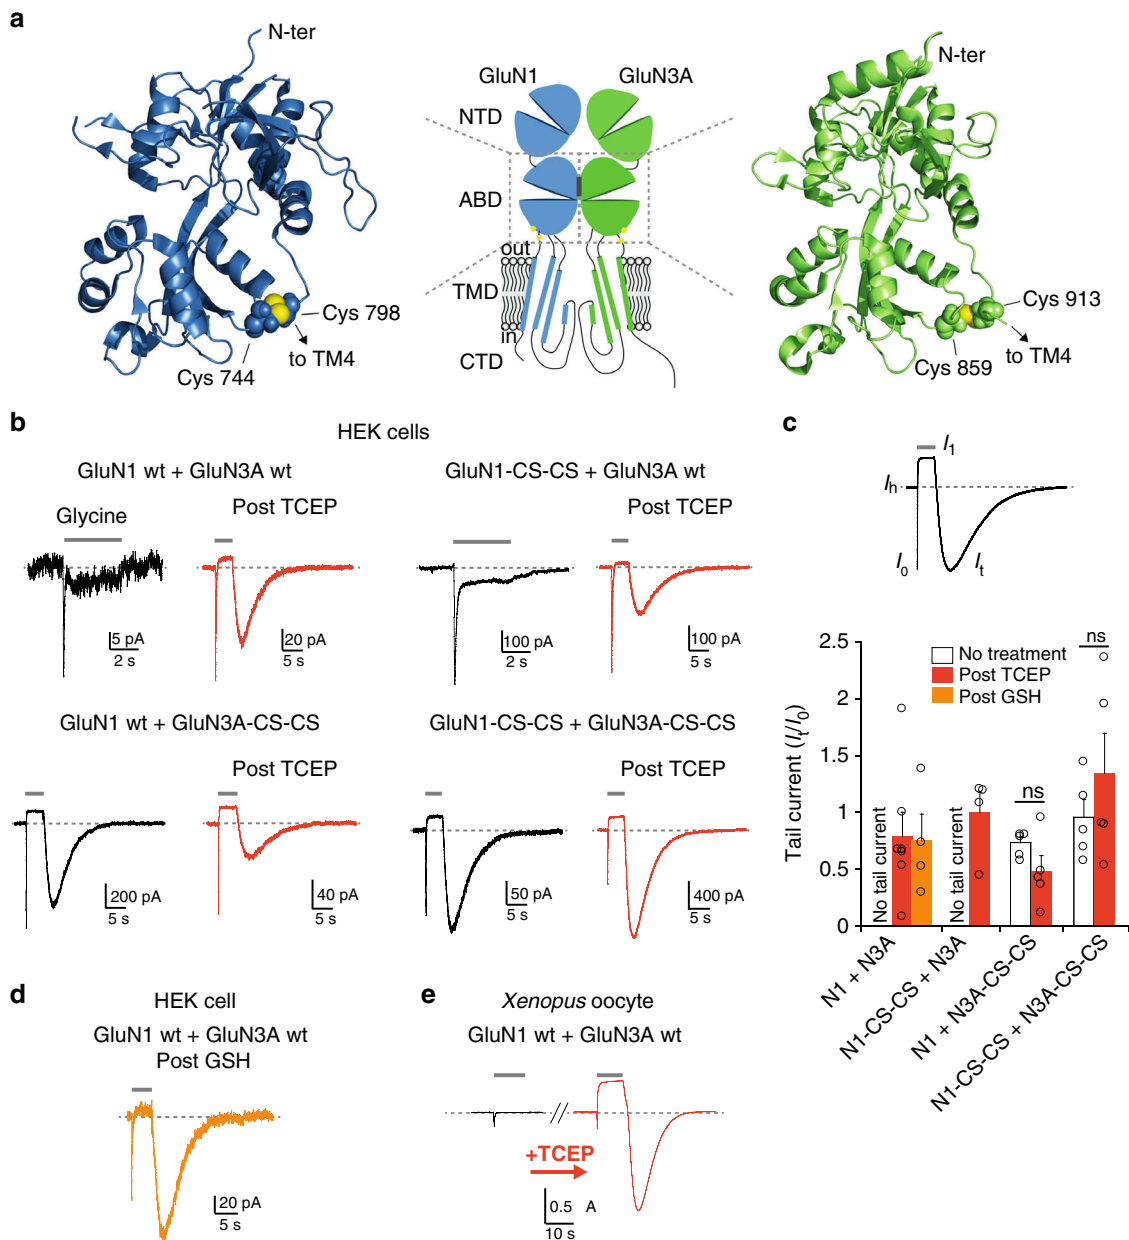 a
N-ter
GluN1
GluN3A
N-ter
NTD
ABD
out
TMD
in
CTD
Cys 798
to TM4
Cys 744
Cys 913
to TM4
Cys 859
b
HEK cells
GluN1 wt + GluN3A wt
Glycine
Post TCEP
5 pA
2 s
20 pA
5 s
GluN1-CS-CS + GluN3A wt
Post TCEP
100 pA
2 s
100 pA
5 s
GluN1 wt + GluN3A-CS-CS
Post TCEP
200 pA
5 s
40 pA
5 s
GluN1-CS-CS + GluN3A-CS-CS
Post TCEP
50 pA
5 s
400 pA
5 s
c
I1
Ih
I0
It
Tail current (It/I0)
2.5
2
1.5
1
0.5
0
No treatment
Post TCEP
Post GSH
ns
ns
No tail current
No tail current
N1 + N3A
N1-CS-CS + N3A
N1 + N3A-CS-CS
N1-CS-CS + N3A-CS-CS
d
HEK cell
GluN1 wt + GluN3A wt
Post GSH
20 pA
5 s
e
Xenopus oocyte
GluN1 wt + GluN3A wt
+TCEP
0.5 A
10 s